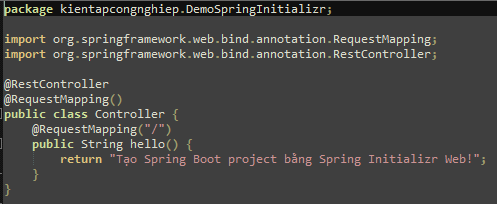 package kientapcongnghiep.DemoSpringInitializr;
import org.springframework.web.bind.annotation.RequestMapping;
import org.springframework.web.bind.annotation.RestController;
@RestController
@RequestMapping()
public class Controller {
@RequestMapping("/")
public String hello() {
return "Tạo Spring Boot project bằng Spring Initializr Web!";
}
}